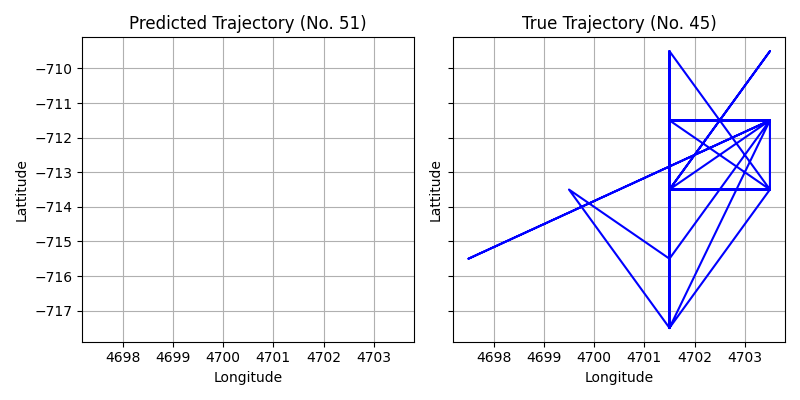 Predicted Trajectory (No. 51)
Lattitude
−710
−711
−712
−713
−714
−715
−716
−717
4698 4699 4700 4701 4702 4703
Longitude
True Trajectory (No. 45)
Lattitude
4698 4699 4700 4701 4702 4703
Longitude